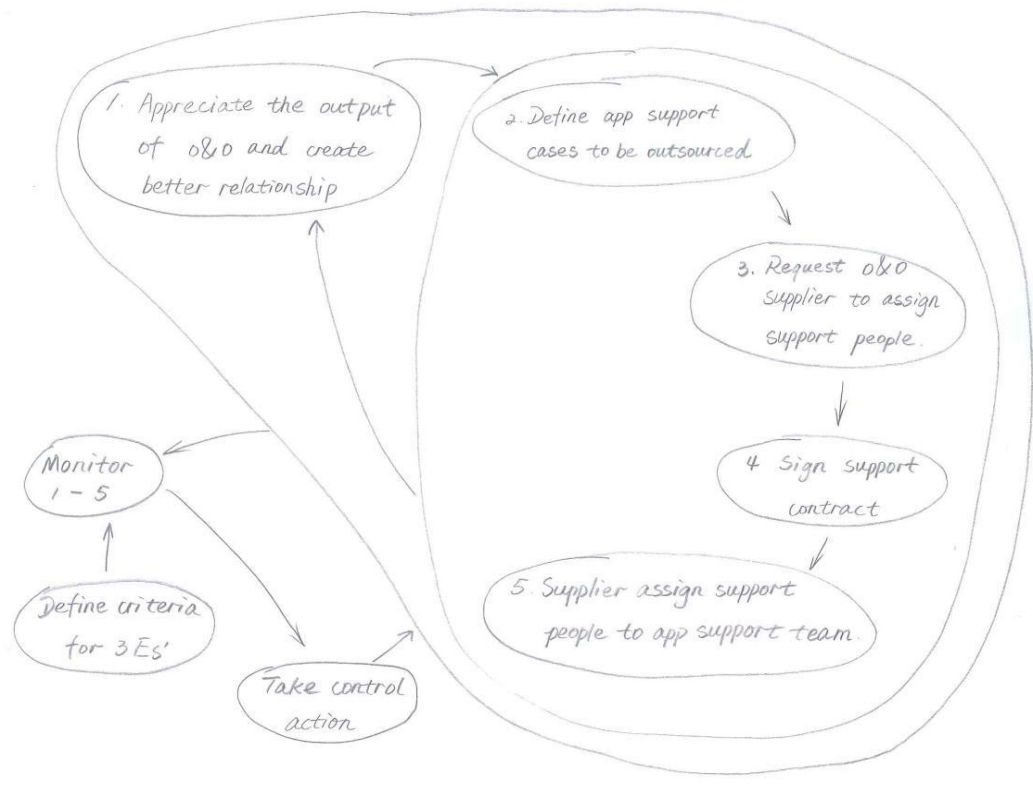 1. Appreciate the output
of o&o and create
better relationship
2. Define app support
cases to be outsourced
3. Request o&o
supplier to assign
support people.
4 Sign support
contract
5. Supplier assign support
people to app support team.
Monitor
1 - 5
Define criteria
for 3Es'
Take control
action